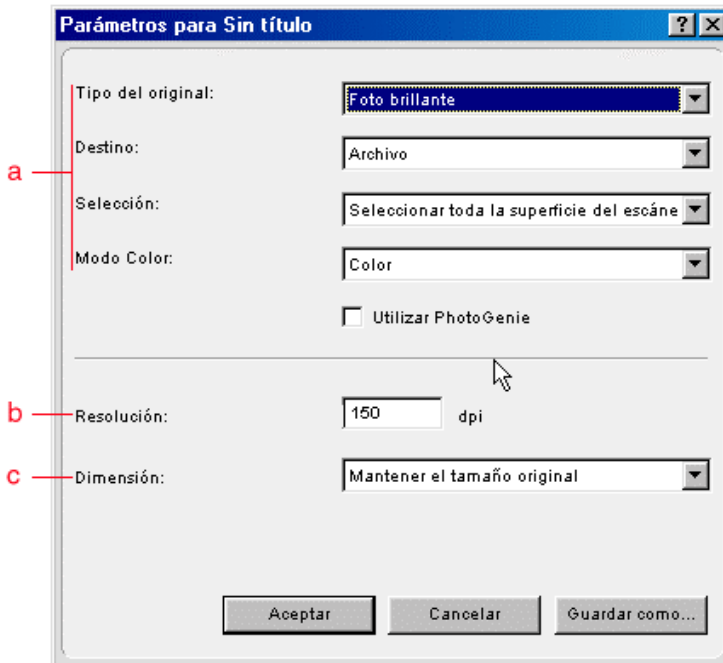 Parámetros para Sin título
Tipo del original: Foto brillante
Destino: Archivo
a
Selección: Seleccionar toda la superficie del escáne
Modo Color: Color
Utilizar PhotoGenie
b Resolución: 150 dpi
c Dimensión: Mantener el tamaño original
Aceptar Cancelar Guardar como...